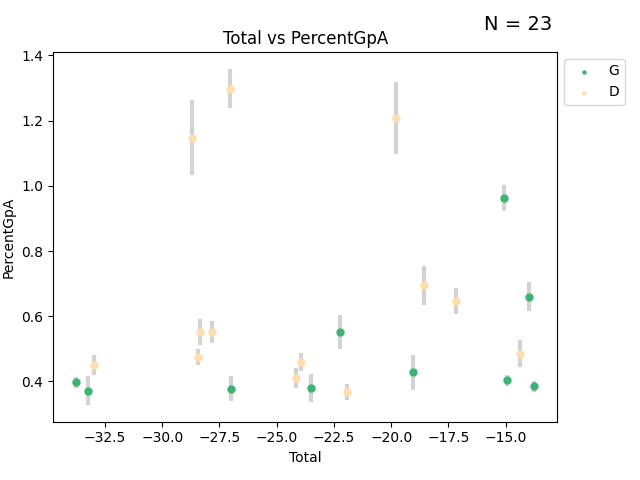 N = 23
Total vs PercentGpA
G
D
PercentGpA
1.4
1.2
1.0
0.8
0.6
0.4
−32.5 −30.0 −27.5 −25.0 −22.5 −20.0 −17.5 −15.0
Total